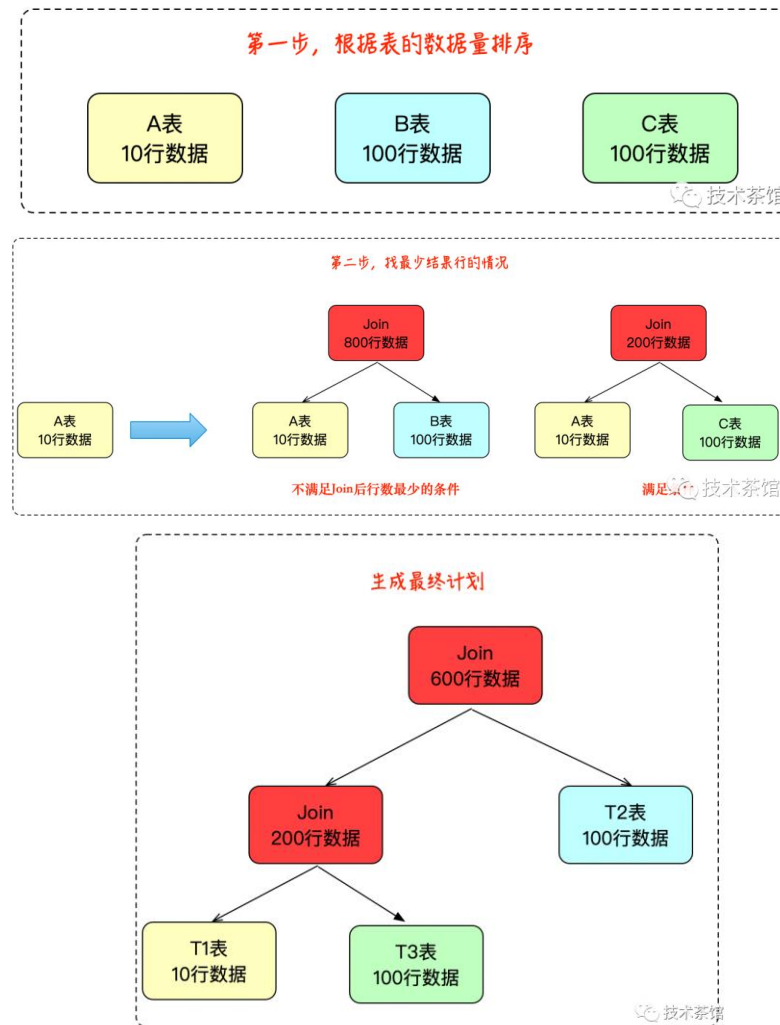 第一步，根据表的数据量排序
A表
10行数据
B表
100行数据
C表
100行数据
技术茶馆
第二步，找最少结果行的情况
Join
800行数据
Join
200行数据
A表
10行数据
A表
10行数据
B表
100行数据
A表
10行数据
C表
100行数据
不满足Join后行数最少的条件
满足
技术茶馆
生成最终计划
Join
600行数据
Join
200行数据
T2表
100行数据
T1表
10行数据
T3表
100行数据
技术茶馆